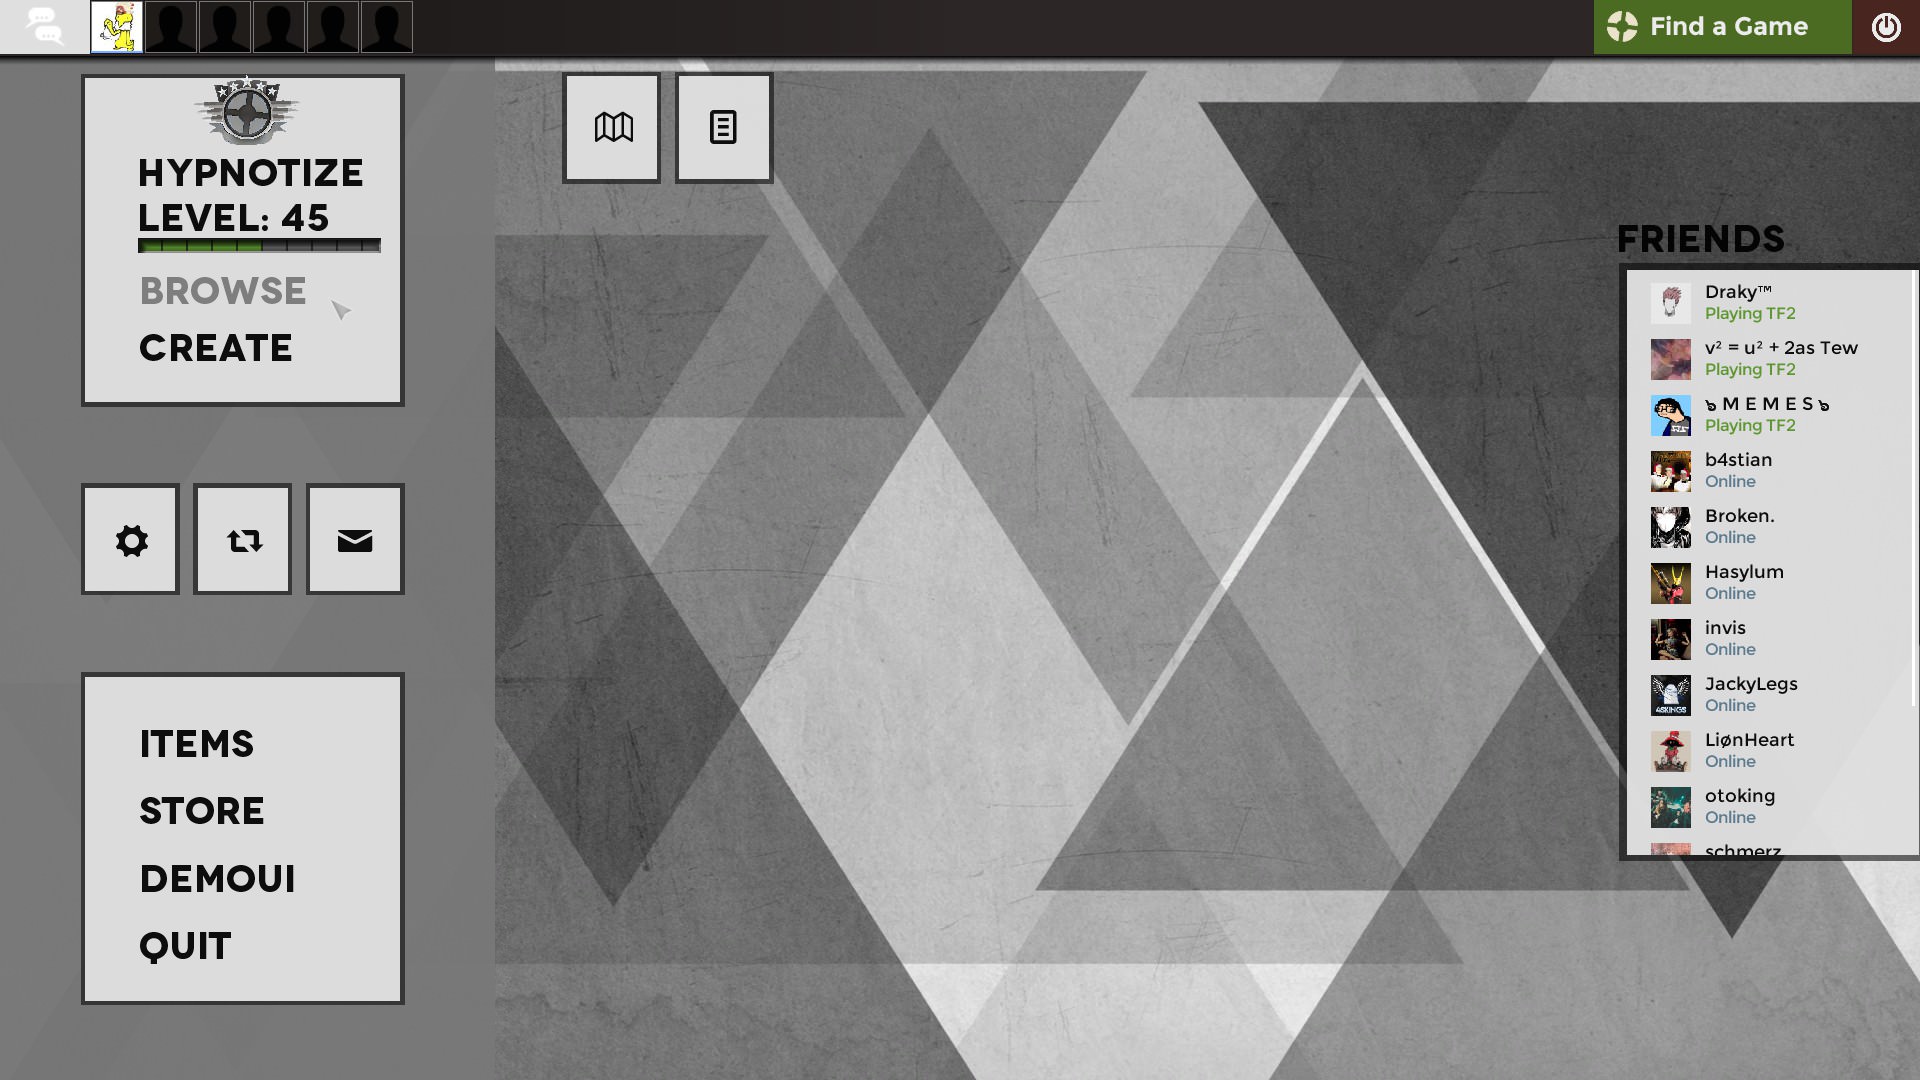 Find a Game
HYPNOTIZE
LEVEL: 45
BROWSE
CREATE
ITEMS
STORE
DEMOUI
QUIT
FRIENDS
Draky™
Playing TF2
v² = u² + 2as Tew
Playing TF2
๖ M E M E S ๖
Playing TF2
b4stian
Online
Broken.
Online
Hasylum
Online
invis
Online
JackyLegs
Online
LiønHeart
Online
otoking
Online
schmerz